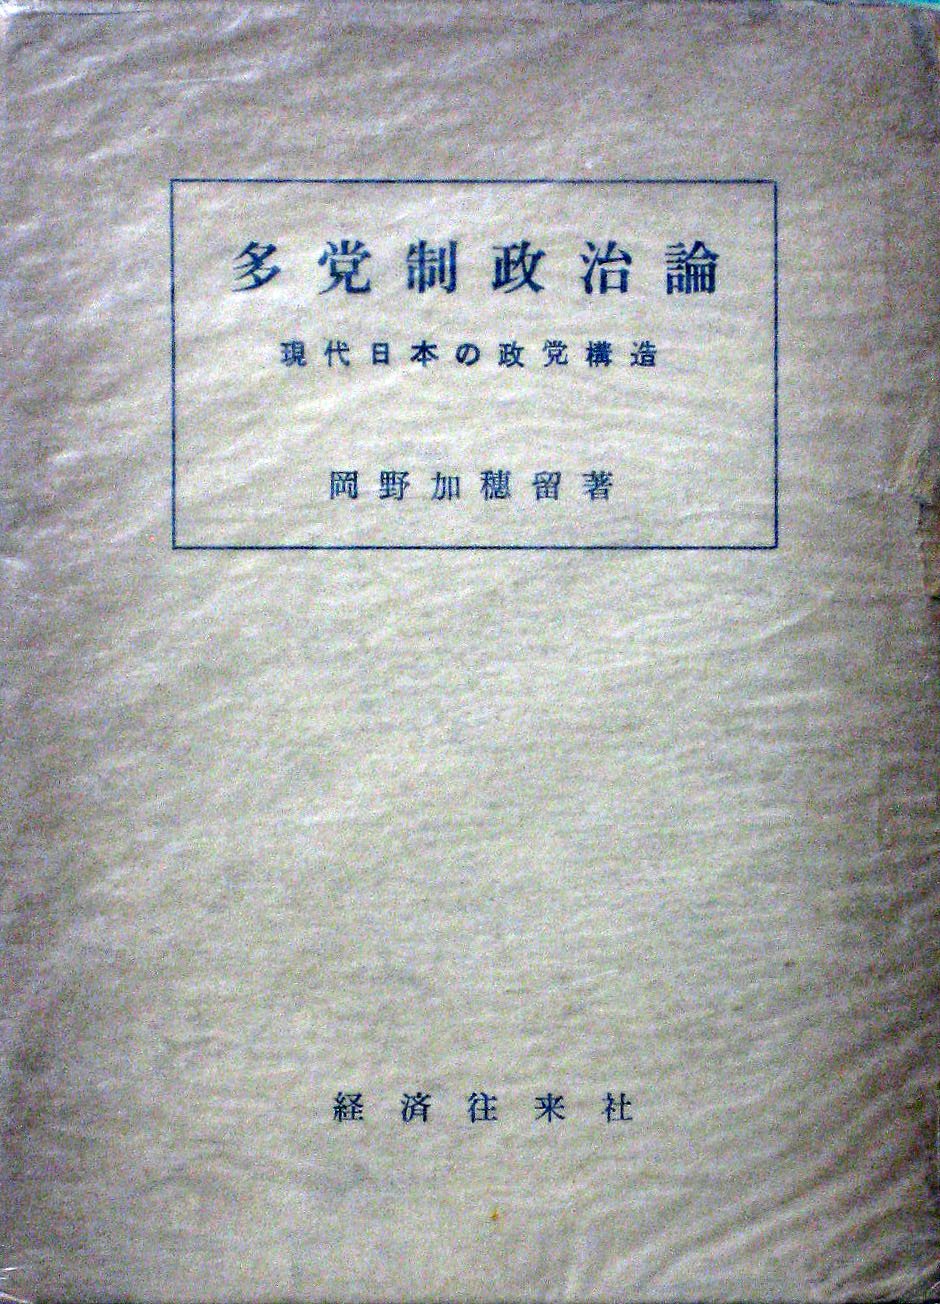 多党制政治論
現代日本の政党構造
岡野加穂留著
経済往来社